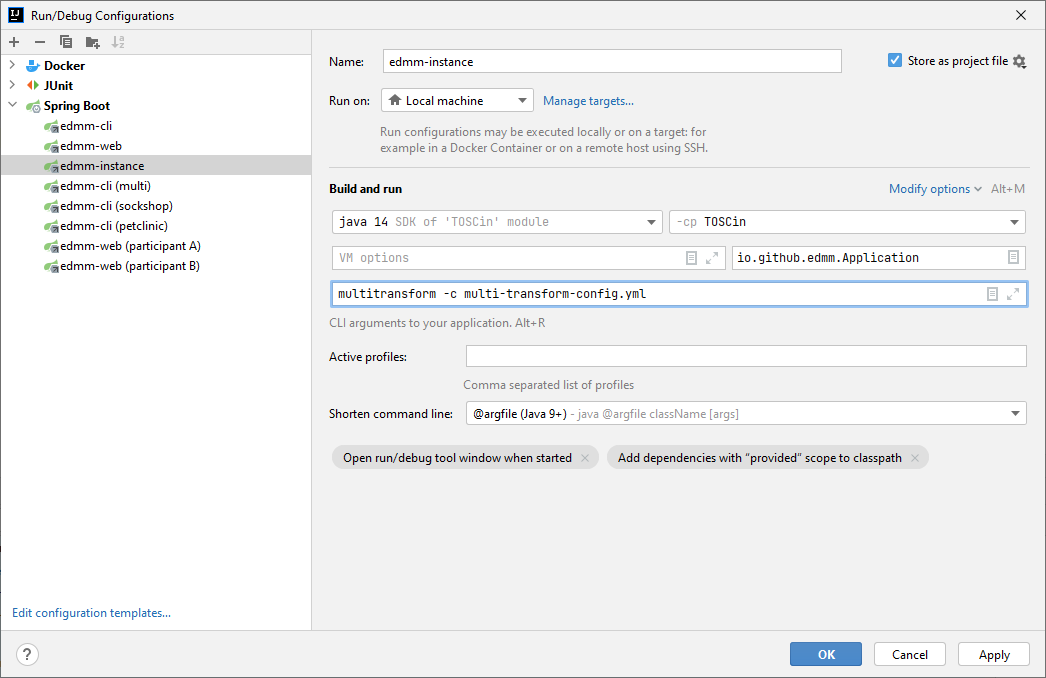 IJ Run/Debug Configurations
Docker
JUnit
Spring Boot
edmm-cli
edmm-web
edmm-instance
edmm-cli (multi)
edmm-cli (sockshop)
edmm-cli (petclinic)
edmm-web (participant A)
edmm-web (participant B)
Edit configuration templates...
Name: edmm-instance Store as project file
Run on: Local machine Manage targets...
Run configurations may be executed locally or on a target: for
example in a Docker Container or on a remote host using SSH.
Build and run Modify options Alt+M
java 14 SDK of 'TOSCin' module -cp TOSCin
VM options io.github.edmm.Application
multitransform -c multi-transform-config.yml
CLI arguments to your application. Alt+R
Active profiles:
Comma separated list of profiles
Shorten command line: @argfile (Java 9+) - java @argfile className [args]
Open run/debug tool window when started × Add dependencies with “provided” scope to classpath ×
? OK Cancel Apply